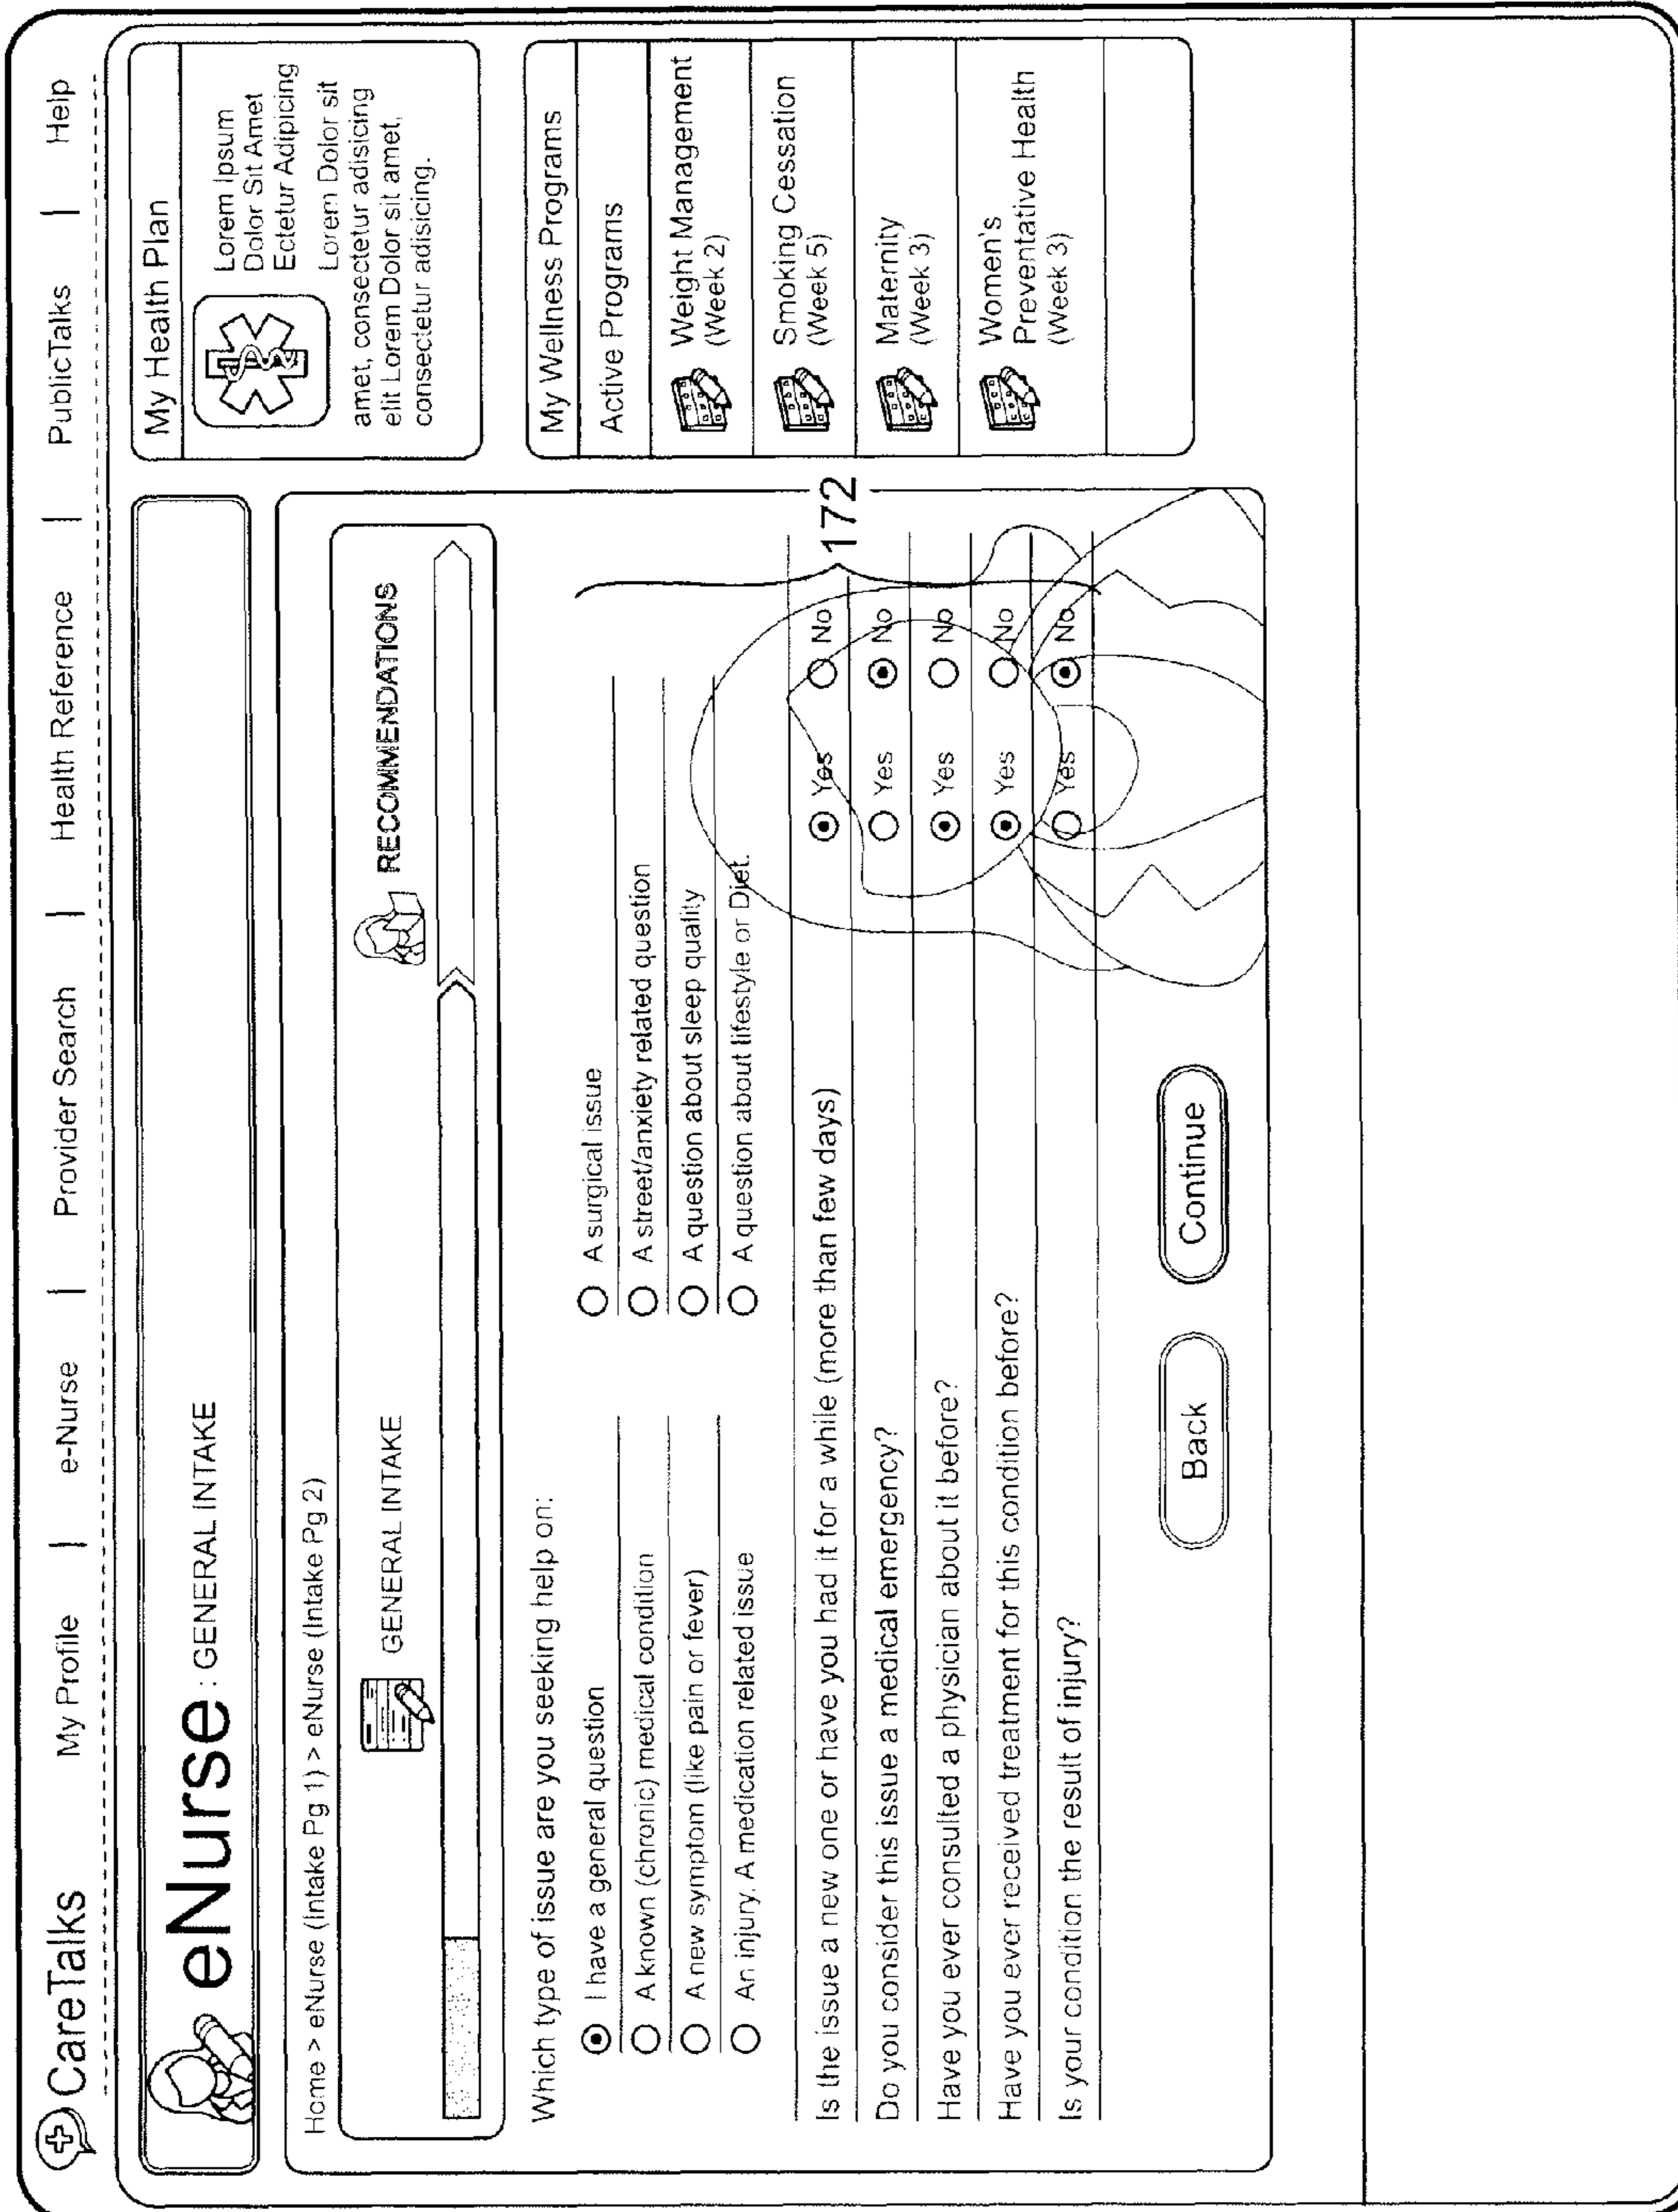 CareTalks
My Profile | e-Nurse | Provider Search | Health Reference | PublicTalks | Help
eNurse : GENERAL INTAKE
Home > eNurse (Intake Pg 1) > eNurse (Intake Pg 2)
GENERAL INTAKE
RECOMMENDATIONS
Which type of issue are you seeking help on:
I have a general question
A known (chronic) medical condition
A new symptom (like pain or fever)
An injury. A medication related issue
A surgical issue
A street/anxiety related question
A question about sleep quality
A question about lifestyle or Diet.
Is the issue a new one or have you had it for a while (more than few days) Yes No
Do you consider this issue a medical emergency? Yes No
Have you ever consulted a physician about it before? Yes No
Have you ever received treatment for this condition before? Yes No
Is your condition the result of injury? Yes No
172
Back
Continue
My Health Plan
Lorem Ipsum
Dolor Sit Amet
Ectetur Adipicing
Lorem Dolor sit
amet, consectetur adisicing
elit Lorem Dolor sit amet,
consectetur adisicing.
My Wellness Programs
Active Programs
Weight Management
(Week 2)
Smoking Cessation
(Week 5)
Maternity
(Week 3)
Women's
Preventative Health
(Week 3)